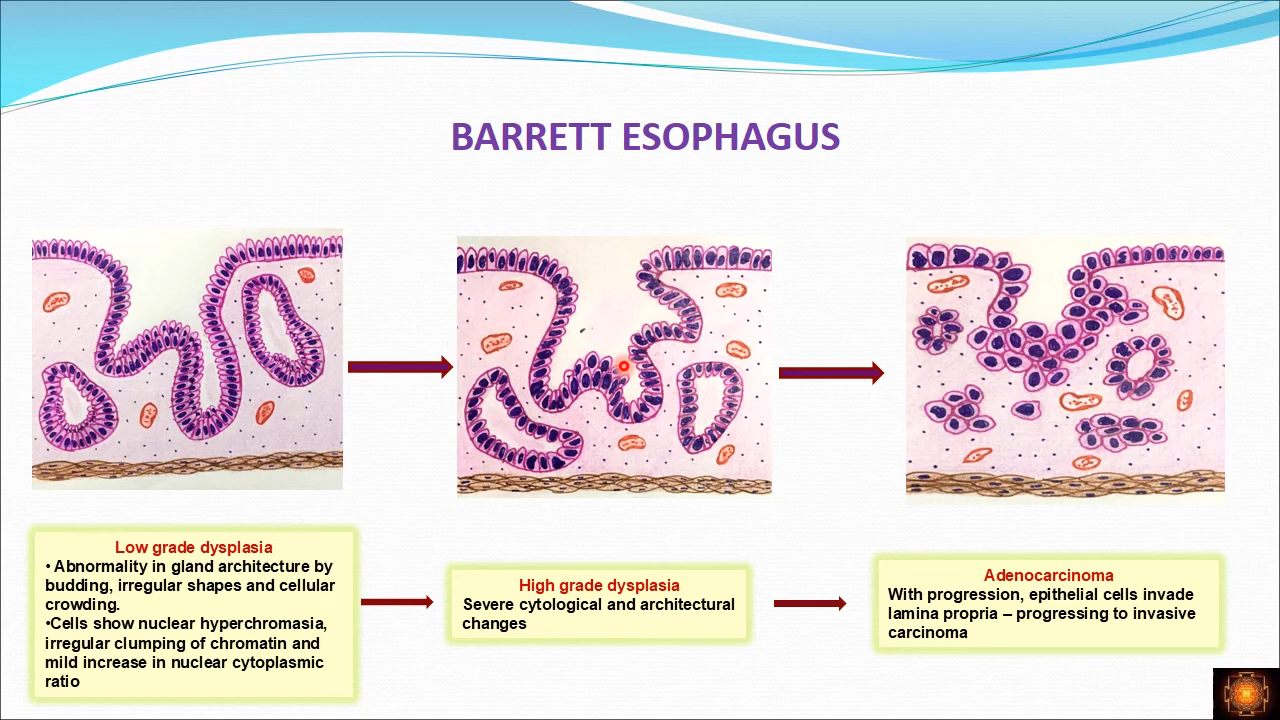 BARRETT ESOPHAGUS
Low grade dysplasia
• Abnormality in gland architecture by
budding, irregular shapes and cellular
crowding.
•Cells show nuclear hyperchromasia,
irregular clumping of chromatin and
mild increase in nuclear cytoplasmic
ratio
High grade dysplasia
Severe cytological and architectural
changes
Adenocarcinoma
With progression, epithelial cells invade
lamina propria – progressing to invasive
carcinoma